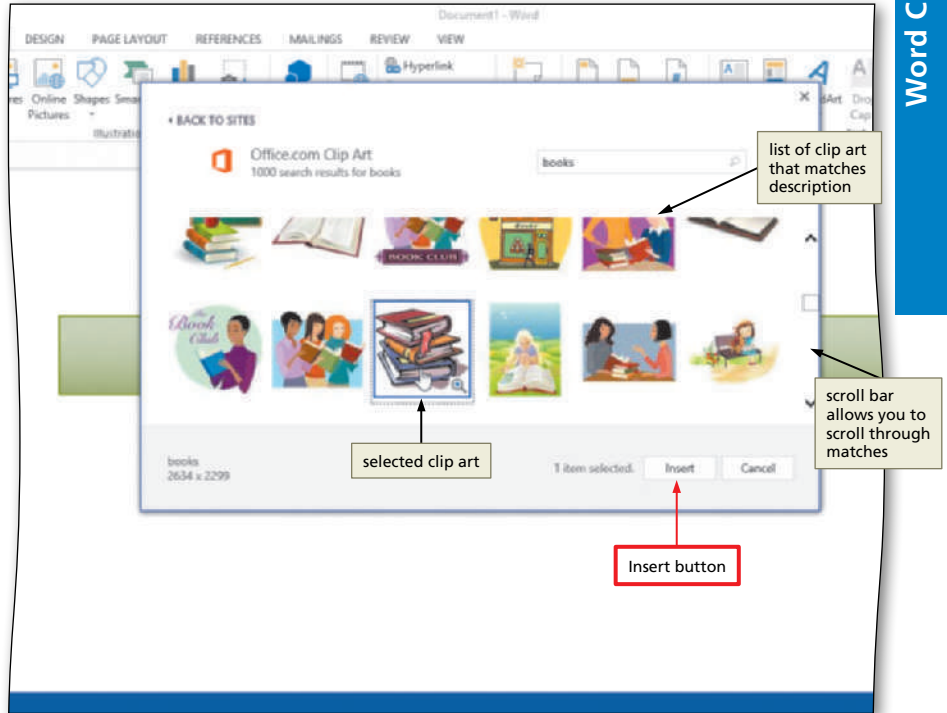 Document1 - Word
DESIGN PAGE LAYOUT REFERENCES MAILINGS REVIEW VIEW
Word C
Hyperlink
Online Pictures
Shapes
BACK TO SITES
Office.com Clip Art
1000 search results for books
books
list of clip art
that matches
description
Books
BOOK CLUB
The
Book
Club
scroll bar
allows you to
scroll through
matches
selected clip art
books
2634 x 2299
1 item selected.
Insert
Cancel
Insert button